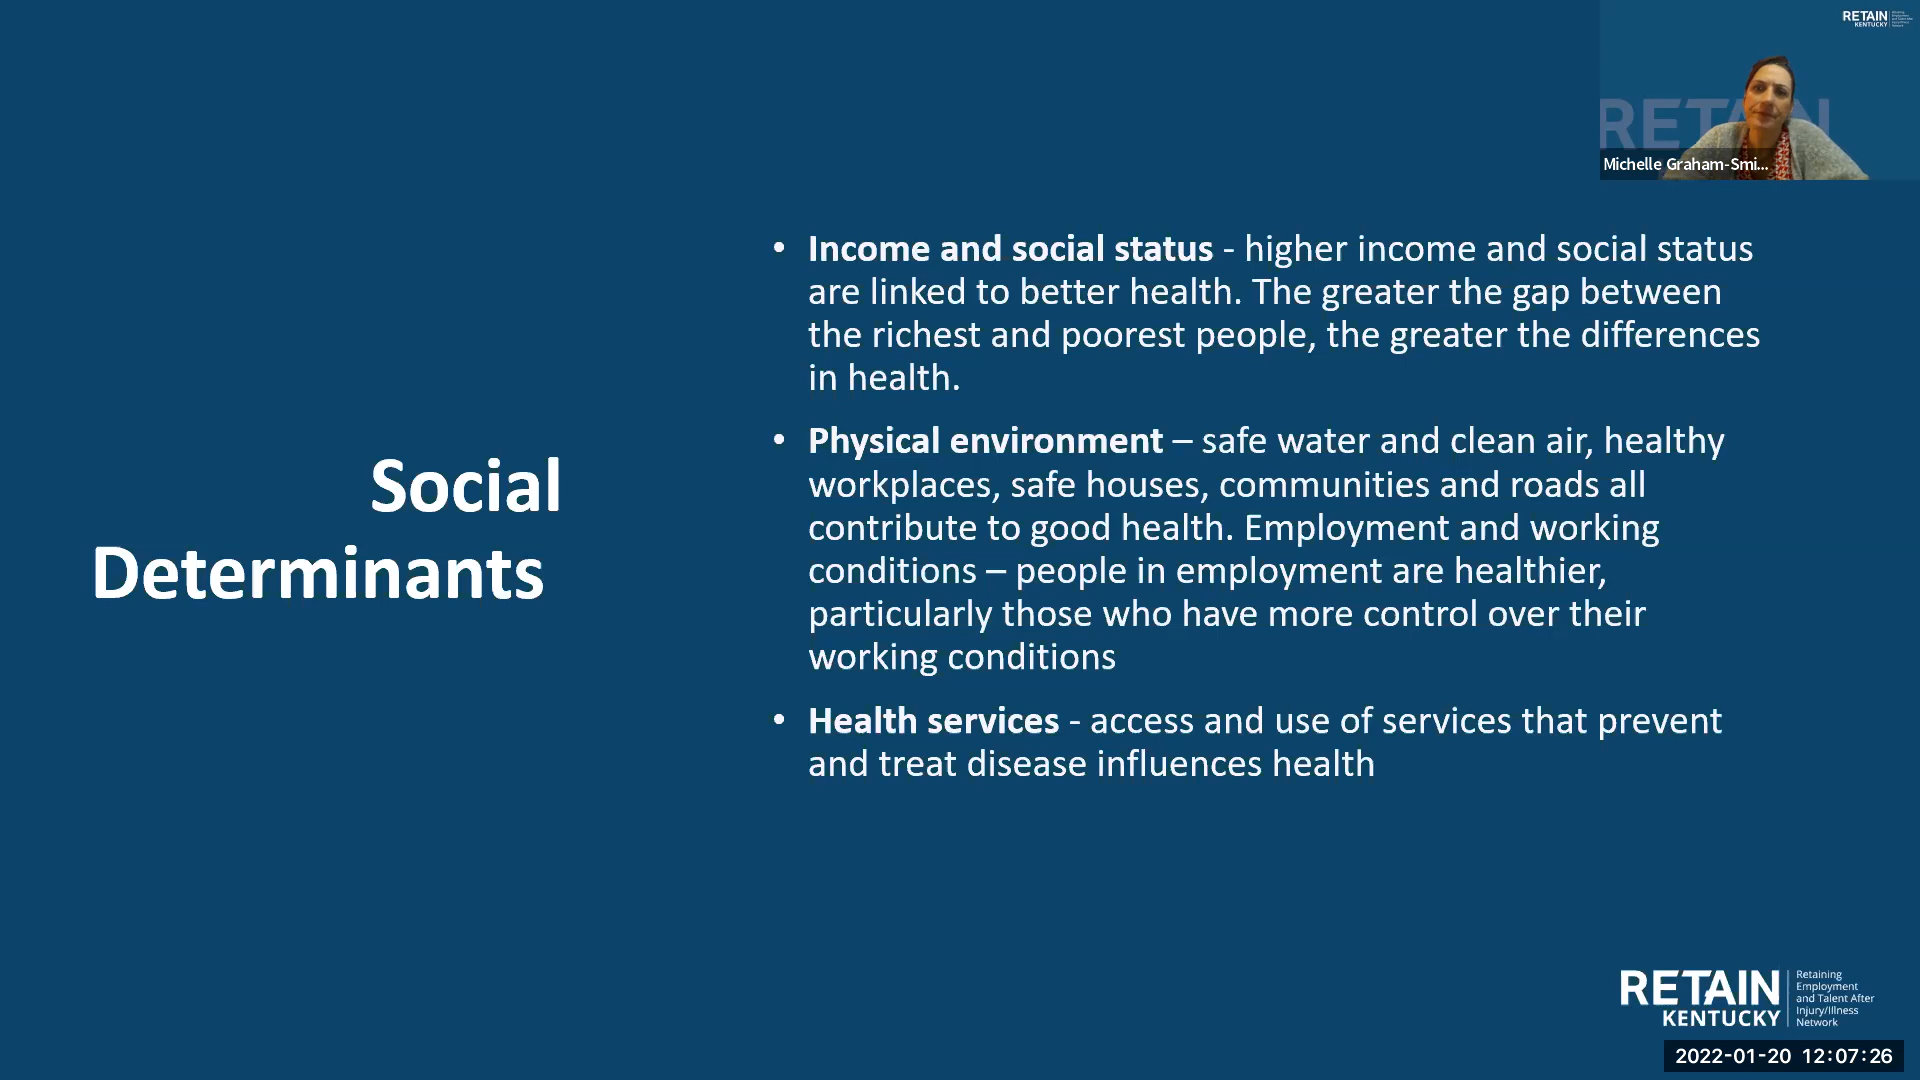 RETAIN
KENTUCKY
RETAIN
Michelle Graham-Smi...
Social
Determinants
• Income and social status - higher income and social status
are linked to better health. The greater the gap between
the richest and poorest people, the greater the differences
in health.
• Physical environment – safe water and clean air, healthy
workplaces, safe houses, communities and roads all
contribute to good health. Employment and working
conditions – people in employment are healthier,
particularly those who have more control over their
working conditions
• Health services - access and use of services that prevent
and treat disease influences health
RETAIN
KENTUCKY
Retaining
Employment
and Talent After
Injury/Illness
Network
2022-01-20 12:07:26